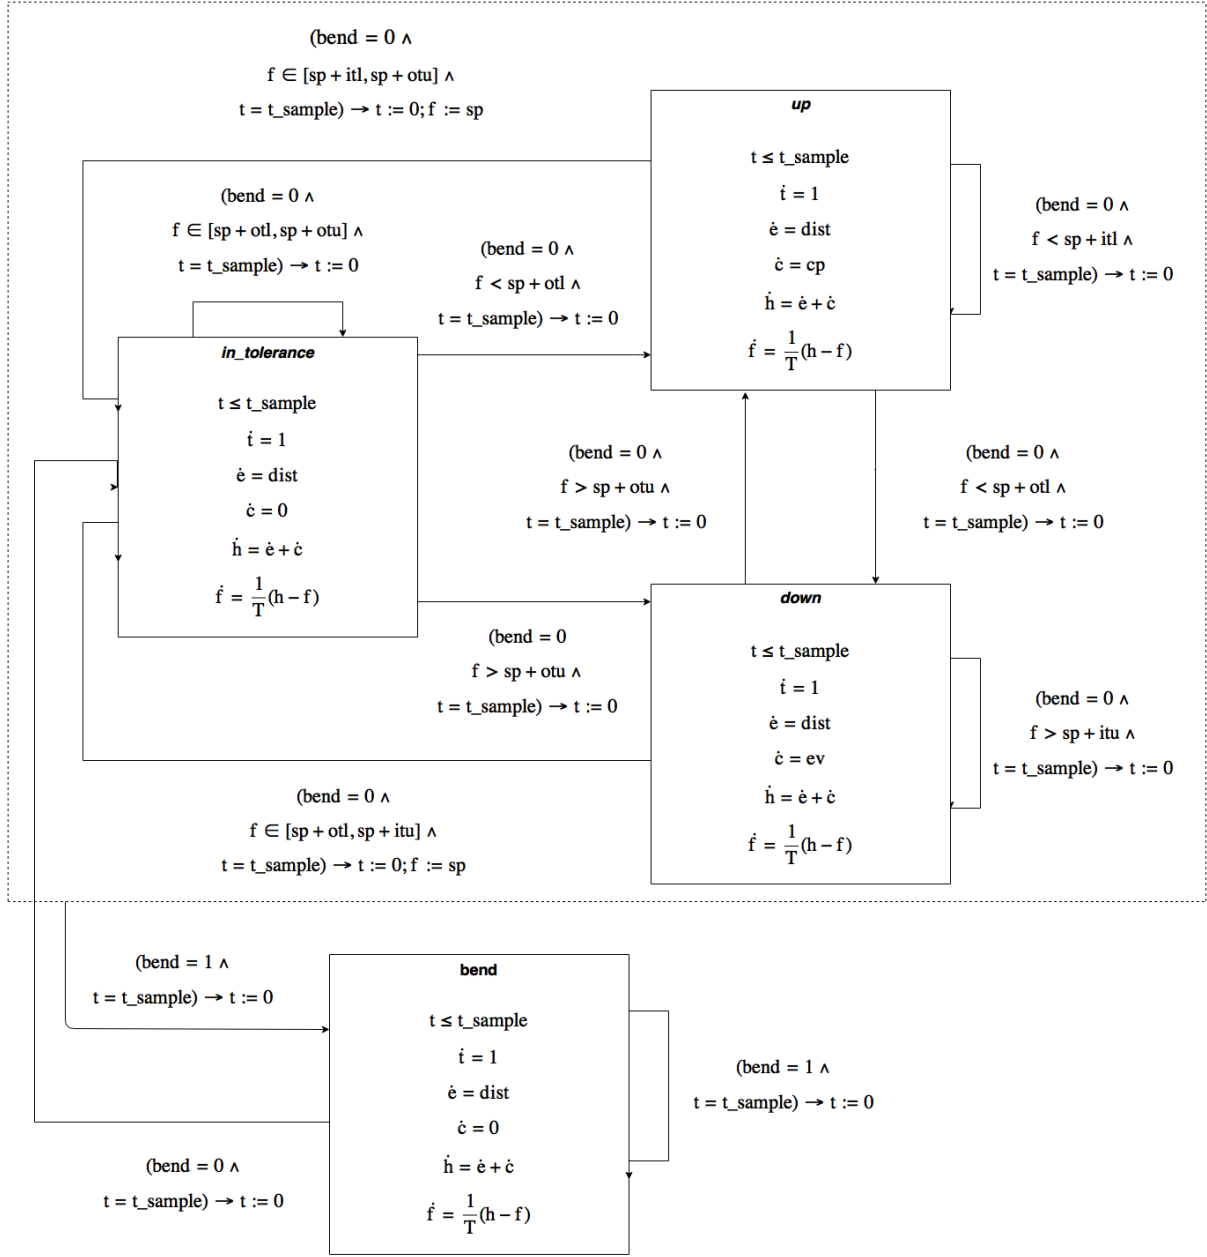 (bend = 0 ∧
f ∈ [sp + itl, sp + otu] ∧
t = t_sample) → t := 0; f := sp
up
t ≤ t_sample
ṫ = 1
ė = dist
ċ = cp
ḣ = ė + ċ
ḟ = 1/T (h − f)
(bend = 0 ∧
f < sp + itl ∧
t = t_sample) → t := 0
(bend = 0 ∧
f ∈ [sp + otl, sp + otu] ∧
t = t_sample) → t := 0
(bend = 0 ∧
f < sp + otl ∧
t = t_sample) → t := 0
in_tolerance
t ≤ t_sample
ṫ = 1
ė = dist
ċ = 0
ḣ = ė + ċ
ḟ = 1/T (h − f)
(bend = 0 ∧
f > sp + otu ∧
t = t_sample) → t := 0
(bend = 0 ∧
f < sp + otl ∧
t = t_sample) → t := 0
(bend = 0
f > sp + otu ∧
t = t_sample) → t := 0
down
t ≤ t_sample
ṫ = 1
ė = dist
ċ = ev
ḣ = ė + ċ
ḟ = 1/T (h − f)
(bend = 0 ∧
f > sp + itu ∧
t = t_sample) → t := 0
(bend = 0 ∧
f ∈ [sp + otl, sp + itu] ∧
t = t_sample) → t := 0; f := sp
(bend = 1 ∧
t = t_sample) → t := 0
bend
t ≤ t_sample
ṫ = 1
ė = dist
ċ = 0
ḣ = ė + ċ
ḟ = 1/T (h − f)
(bend = 1 ∧
t = t_sample) → t := 0
(bend = 0 ∧
t = t_sample) → t := 0